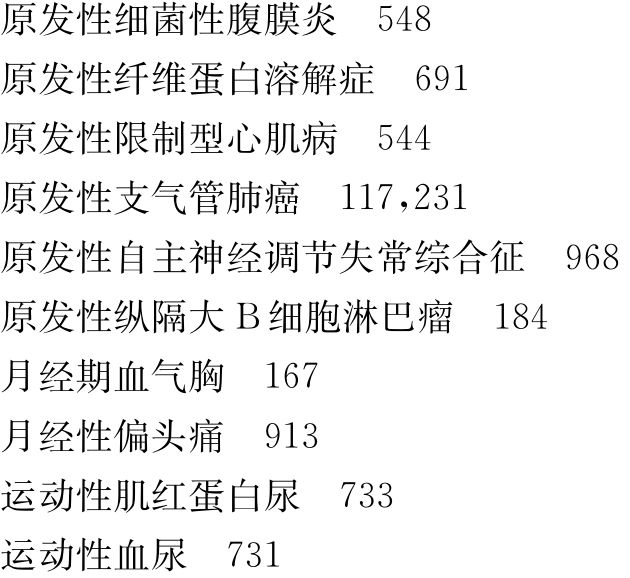 原发性细菌性腹膜炎　548
原发性纤维蛋白溶解症　691
原发性限制型心肌病　544
原发性支气管肺癌　117,231
原发性自主神经调节失常综合征　968
原发性纵隔大B细胞淋巴瘤　184
月经期血气胸　167
月经性偏头痛　913
运动性肌红蛋白尿　733
运动性血尿　731